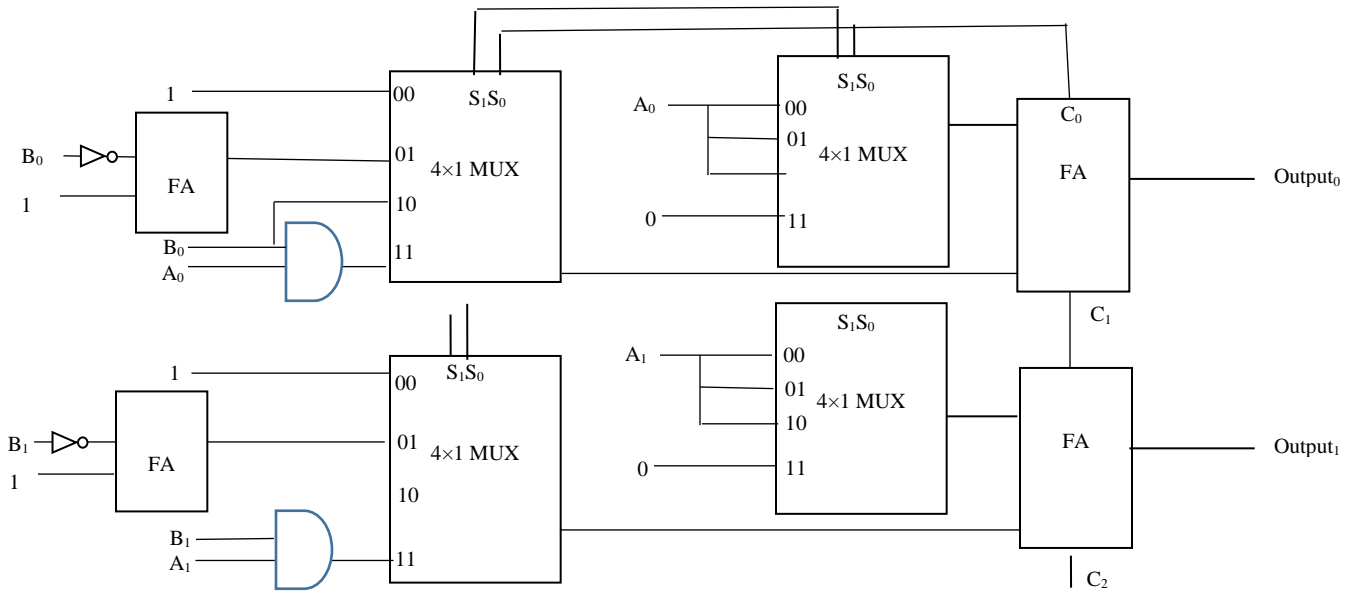 S₁S₀
1
00
S₁S₀
A₀
00
C₀
B₀
01
4×1 MUX
01
4×1 MUX
FA
FA
Output₀
1
10
0
11
B₀
11
A₀
C₁
S₁S₀
1
S₁S₀
00
A₁
00
01
4×1 MUX
10
B₁
01
4×1 MUX
FA
FA
Output₁
1
0
11
10
B₁
A₁
11
C₂